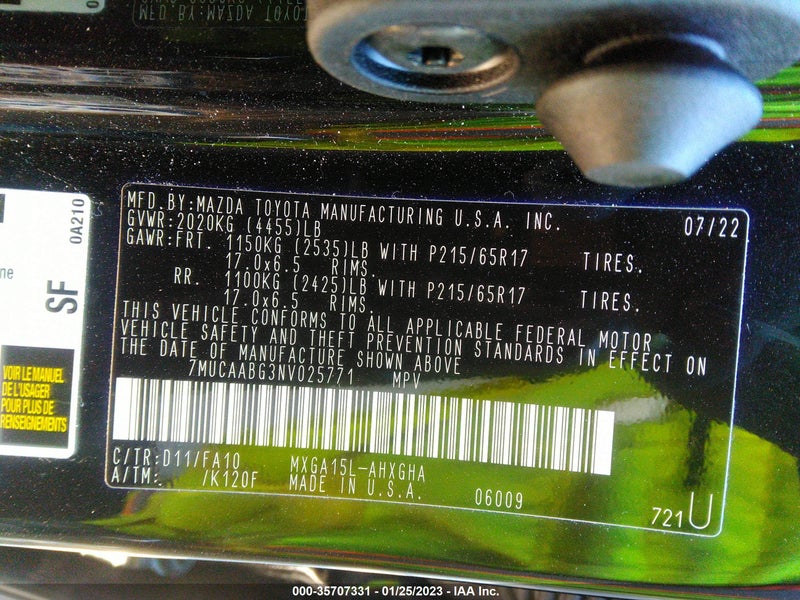 0A210
ne
SF
VOIR LE MANUEL
DE L'USAGER
POUR PLUS DE
RENSEIGNEMENTS
MFD.BY:MAZDA TOYOTA MANUFACTURING U.S.A. INC. 07/22
GVWR:2020KG (4455)LB
GAWR:FRT. 1150KG (2535)LB WITH P215/65R17 TIRES.
17.0x6.5 RIMS.
RR. 1100KG (2425)LB WITH P215/65R17 TIRES.
17.0x6.5 RIMS.
THIS VEHICLE CONFORMS TO ALL APPLICABLE FEDERAL MOTOR
VEHICLE SAFETY AND THEFT PREVENTION STANDARDS IN EFFECT ON
THE DATE OF MANUFACTURE SHOWN ABOVE
7MUCAABG3NV025771 MPV
C/TR:D11/FA10 MXGA15L-AHXGHA
A/TM: /K120F MADE IN U.S.A. 06009
721U
000-35707331 - 01/25/2023 - IAA Inc.